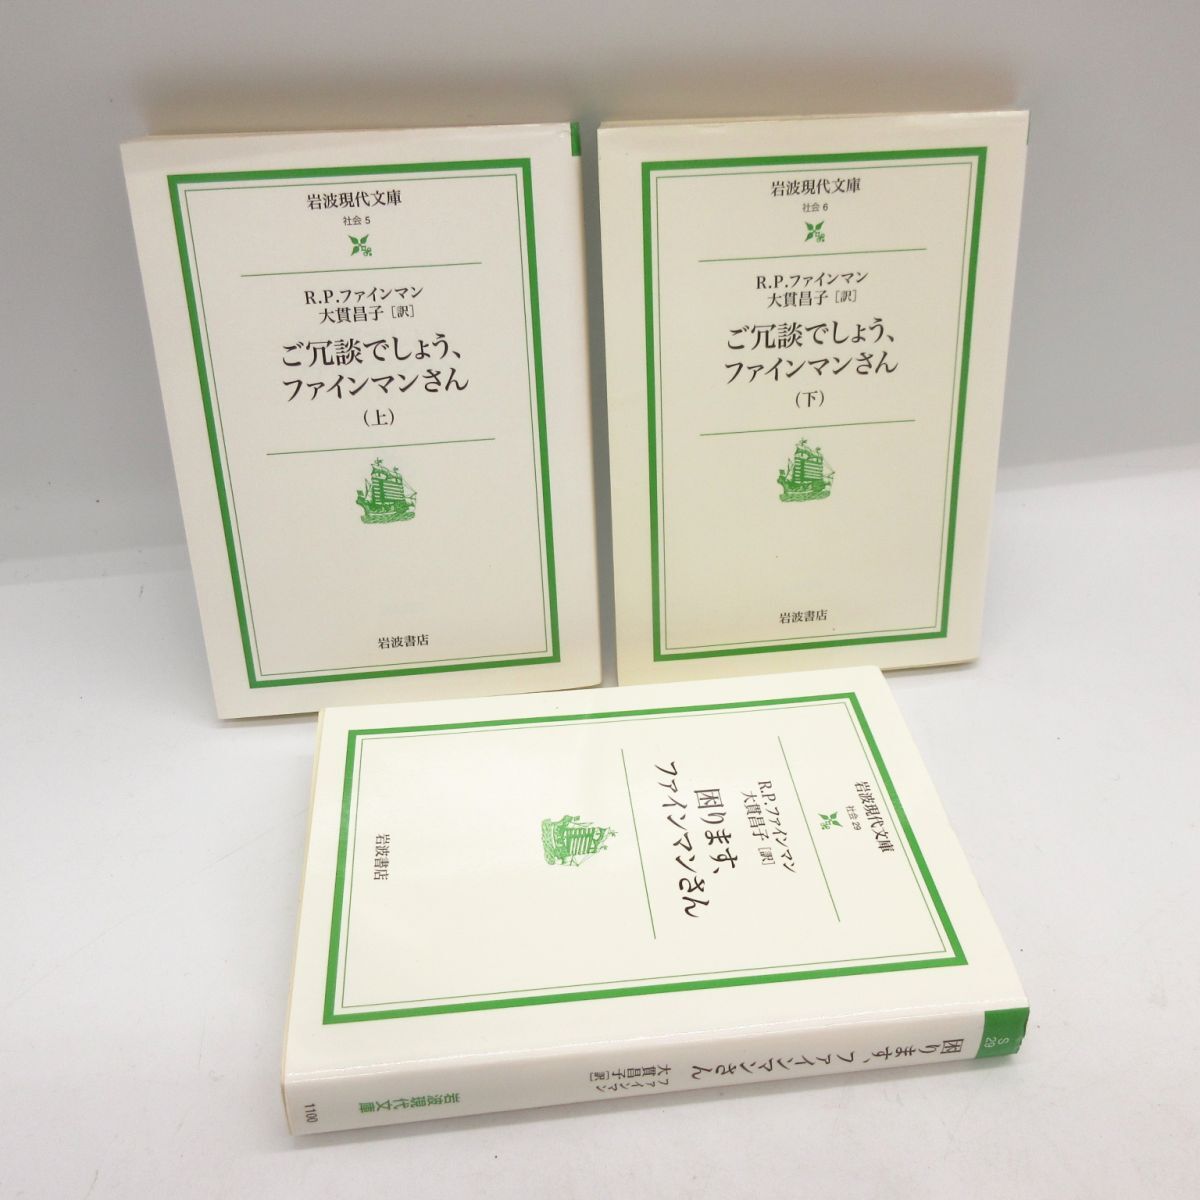 岩波現代文庫
社会 5
R.P.ファインマン
大貫昌子［訳］
ご冗談でしょう、
ファインマンさん
（上）
岩波書店
岩波現代文庫
社会 6
R.P.ファインマン
大貫昌子［訳］
ご冗談でしょう、
ファインマンさん
（下）
岩波書店
岩波現代文庫
社会 29
R.P.ファインマン
大貫昌子［訳］
困ります、
ファインマンさん
岩波書店
S
29
困ります、ファインマンさん
ファインマン
大貫昌子［訳］
岩波現代文庫
1100